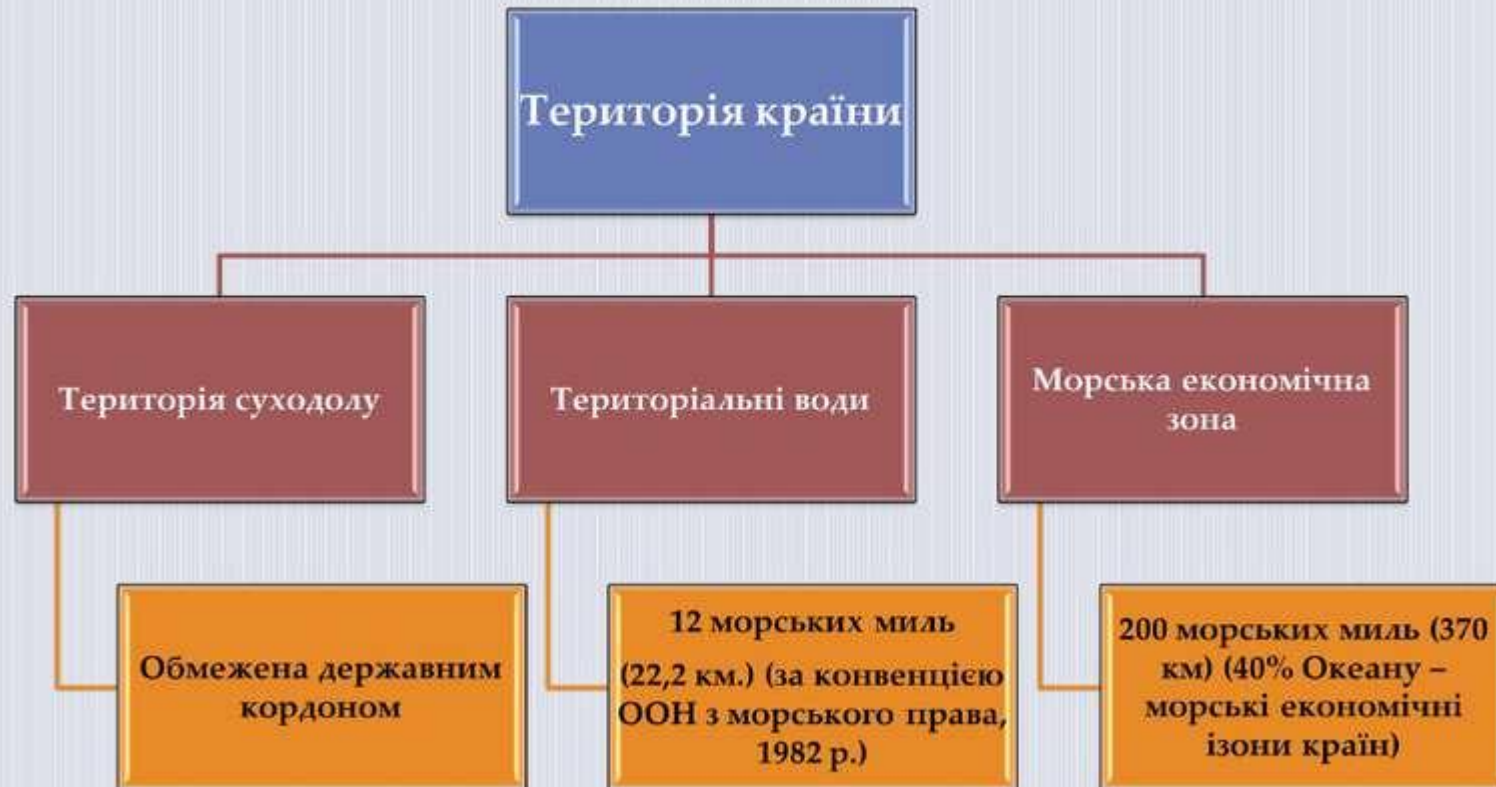 Територія країни
Територія суходолу
Територіальні води
Морська економічна
зона
Обмежена державним
кордоном
12 морських миль
(22,2 км.) (за конвенцією
ООН з морського права,
1982 р.)
200 морських миль (370
км) (40% Океану –
морські економічні
ізони країн)